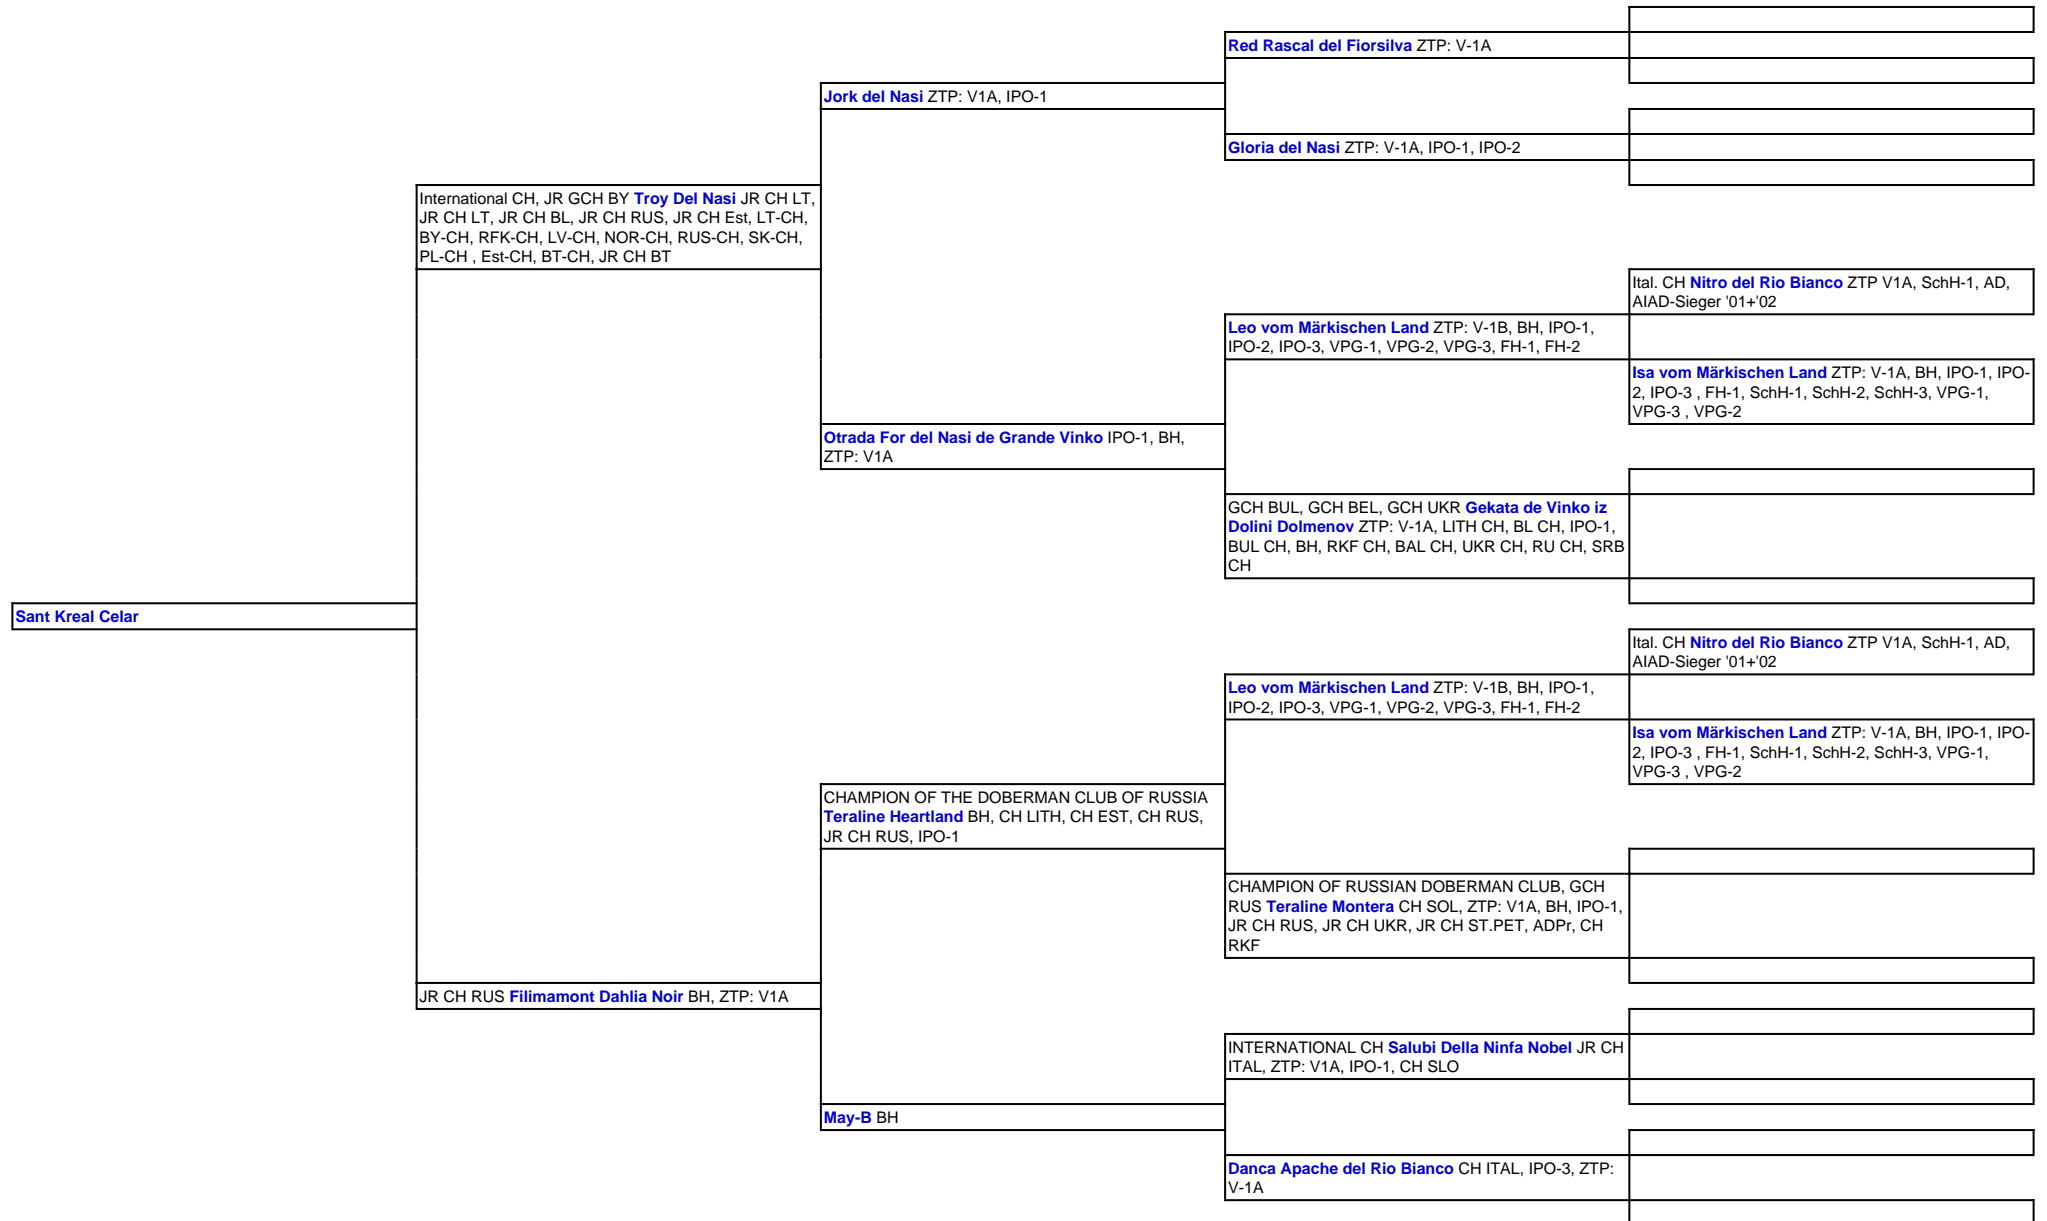 Red Rascal del Fiorsilva ZTP: V-1A
Jork del Nasi ZTP: V1A, IPO-1
Gloria del Nasi ZTP: V-1A, IPO-1, IPO-2
International CH, JR GCH BY Troy Del Nasi JR CH LT,
JR CH LT, JR CH BL, JR CH RUS, JR CH Est, LT-CH,
BY-CH, RFK-CH, LV-CH, NOR-CH, RUS-CH, SK-CH,
PL-CH , Est-CH, BT-CH, JR CH BT
Ital. CH Nitro del Rio Bianco ZTP V1A, SchH-1, AD,
AIAD-Sieger '01+'02
Leo vom Märkischen Land ZTP: V-1B, BH, IPO-1,
IPO-2, IPO-3, VPG-1, VPG-2, VPG-3, FH-1, FH-2
Isa vom Märkischen Land ZTP: V-1A, BH, IPO-1, IPO-
2, IPO-3 , FH-1, SchH-1, SchH-2, SchH-3, VPG-1,
VPG-3 , VPG-2
Otrada For del Nasi de Grande Vinko IPO-1, BH,
ZTP: V1A
GCH BUL, GCH BEL, GCH UKR Gekata de Vinko iz
Dolini Dolmenov ZTP: V-1A, LITH CH, BL CH, IPO-1,
BUL CH, BH, RKF CH, BAL CH, UKR CH, RU CH, SRB
CH
Sant Kreal Celar
Ital. CH Nitro del Rio Bianco ZTP V1A, SchH-1, AD,
AIAD-Sieger '01+'02
Leo vom Märkischen Land ZTP: V-1B, BH, IPO-1,
IPO-2, IPO-3, VPG-1, VPG-2, VPG-3, FH-1, FH-2
Isa vom Märkischen Land ZTP: V-1A, BH, IPO-1, IPO-
2, IPO-3 , FH-1, SchH-1, SchH-2, SchH-3, VPG-1,
VPG-3 , VPG-2
CHAMPION OF THE DOBERMAN CLUB OF RUSSIA
Teraline Heartland BH, CH LITH, CH EST, CH RUS,
JR CH RUS, IPO-1
CHAMPION OF RUSSIAN DOBERMAN CLUB, GCH
RUS Teraline Montera CH SOL, ZTP: V1A, BH, IPO-1,
JR CH RUS, JR CH UKR, JR CH ST.PET, ADPr, CH
RKF
JR CH RUS Filimamont Dahlia Noir BH, ZTP: V1A
INTERNATIONAL CH Salubi Della Ninfa Nobel JR CH
ITAL, ZTP: V1A, IPO-1, CH SLO
May-B BH
Danca Apache del Rio Bianco CH ITAL, IPO-3, ZTP:
V-1A